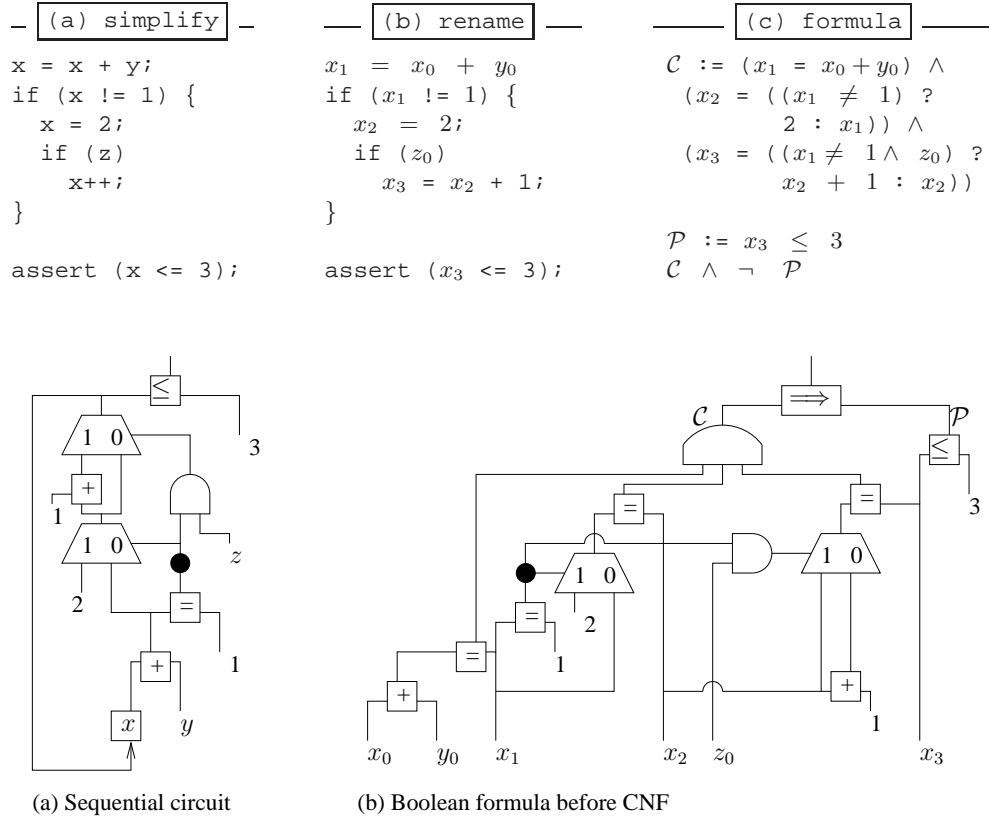 (a) simplify
x = x + y;
if (x != 1) {
x = 2;
if (z)
x++;
}
assert (x <= 3);
(b) rename
x₁ = x₀ + y₀
if (x₁ != 1) {
x₂ = 2;
if (z₀)
x₃ = x₂ + 1;
}
assert (x₃ <= 3);
(c) formula
𝒞 := (x₁ = x₀ + y₀) ∧
(x₂ = ((x₁ ≠ 1) ?
2 : x₁)) ∧
(x₃ = ((x₁ ≠ 1 ∧ z₀) ?
x₂ + 1 : x₂))
𝒫 := x₃ ≤ 3
𝒞 ∧ ¬ 𝒫
≤
3
1 0
+
1
1 0
z
2
=
1
+
x
y
(a) Sequential circuit
⟹
𝒞
𝒫
≤
3
=
=
1 0
1 0
=
2
1
=
+
+
1
x₀ y₀ x₁ x₂ z₀ x₃
(b) Boolean formula before CNF